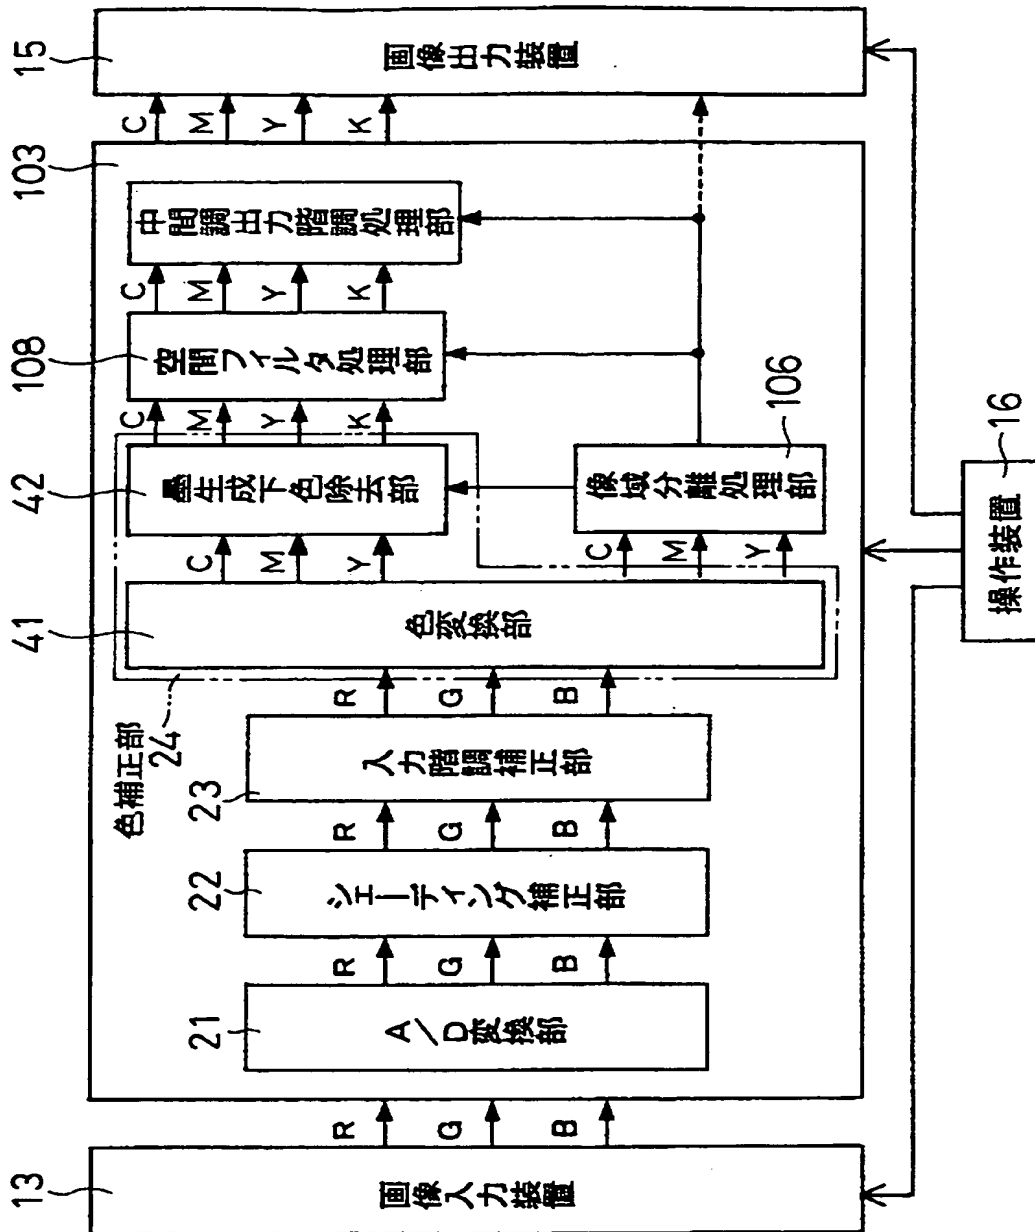 13
画像入力装置
R
G
B
103
21
A/D変換部
R
G
B
22
シェーディング補正部
R
G
B
23
入力階調補正部
R
G
B
色補正部
24
41
色変換部
C
M
Y
C
M
Y
42
墨生成下色除去部
106
像域分離処理部
C
M
Y
K
108
空間フィルタ処理部
C
M
Y
K
中間調出力階調処理部
C
M
Y
K
15
画像出力装置
16
操作装置